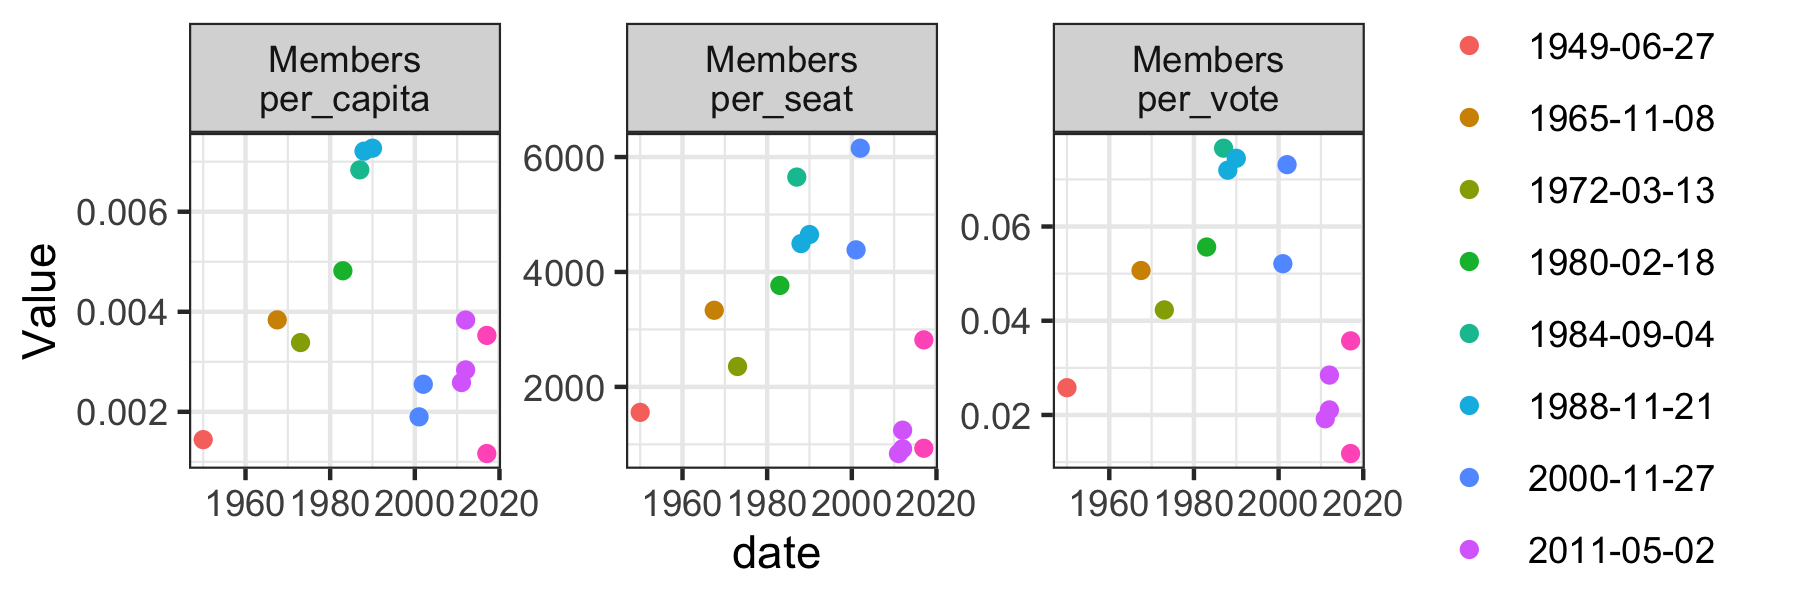 Members
per_capita
Members
per_seat
Members
per_vote
Value
0.006
0.004
0.002
6000
4000
2000
0.06
0.04
0.02
1960 1980 2000 2020
1960 1980 2000 2020
1960 1980 2000 2020
date
1949-06-27
1965-11-08
1972-03-13
1980-02-18
1984-09-04
1988-11-21
2000-11-27
2011-05-02